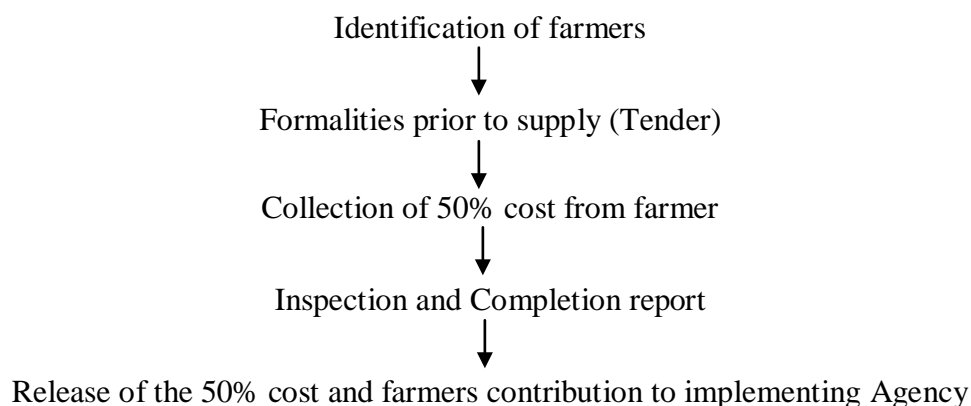 Identification of farmers
Formalities prior to supply (Tender)
Collection of 50% cost from farmer
Inspection and Completion report
Release of the 50% cost and farmers contribution to implementing Agency